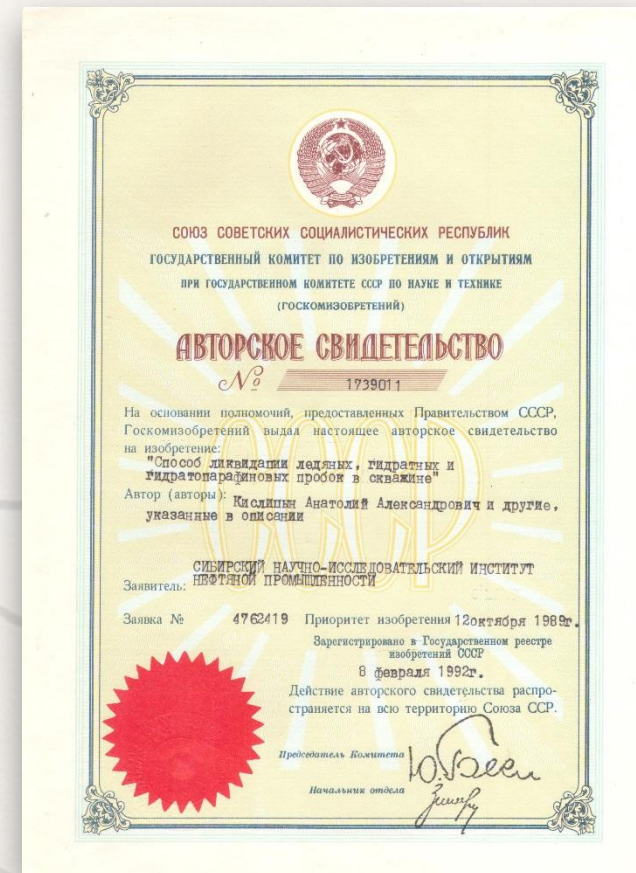 СОЮЗ СОВЕТСКИХ СОЦИАЛИСТИЧЕСКИХ РЕСПУБЛИК
ГОСУДАРСТВЕННЫЙ КОМИТЕТ ПО ИЗОБРЕТЕНИЯМ И ОТКРЫТИЯМ
ПРИ ГОСУДАРСТВЕННОМ КОМИТЕТЕ СССР ПО НАУКЕ И ТЕХНИКЕ
(ГОСКОМИЗОБРЕТЕНИЙ)
АВТОРСКОЕ СВИДЕТЕЛЬСТВО
№ 1739011
На основании полномочий, предоставленных Правительством СССР,
Госкомизобретений выдал настоящее авторское свидетельство
на изобретение:
"Способ ликвидации ледяных, гидратных и
гидратопарафиновых пробок в скважине"
Автор (авторы): Кислицын Анатолий Александрович и другие,
указанные в описании
СИБИРСКИЙ НАУЧНО-ИССЛЕДОВАТЕЛЬСКИЙ ИНСТИТУТ
Заявитель: НЕФТЯНОЙ ПРОМЫШЛЕННОСТИ
Заявка № 4762419 Приоритет изобретения 12октября 1989г.
Зарегистрировано в Государственном реестре
изобретений СССР
8 февраля 1992г.
Действие авторского свидетельства распро-
страняется на всю территорию Союза ССР.
Председатель Комитета
Начальник отдела
СССР